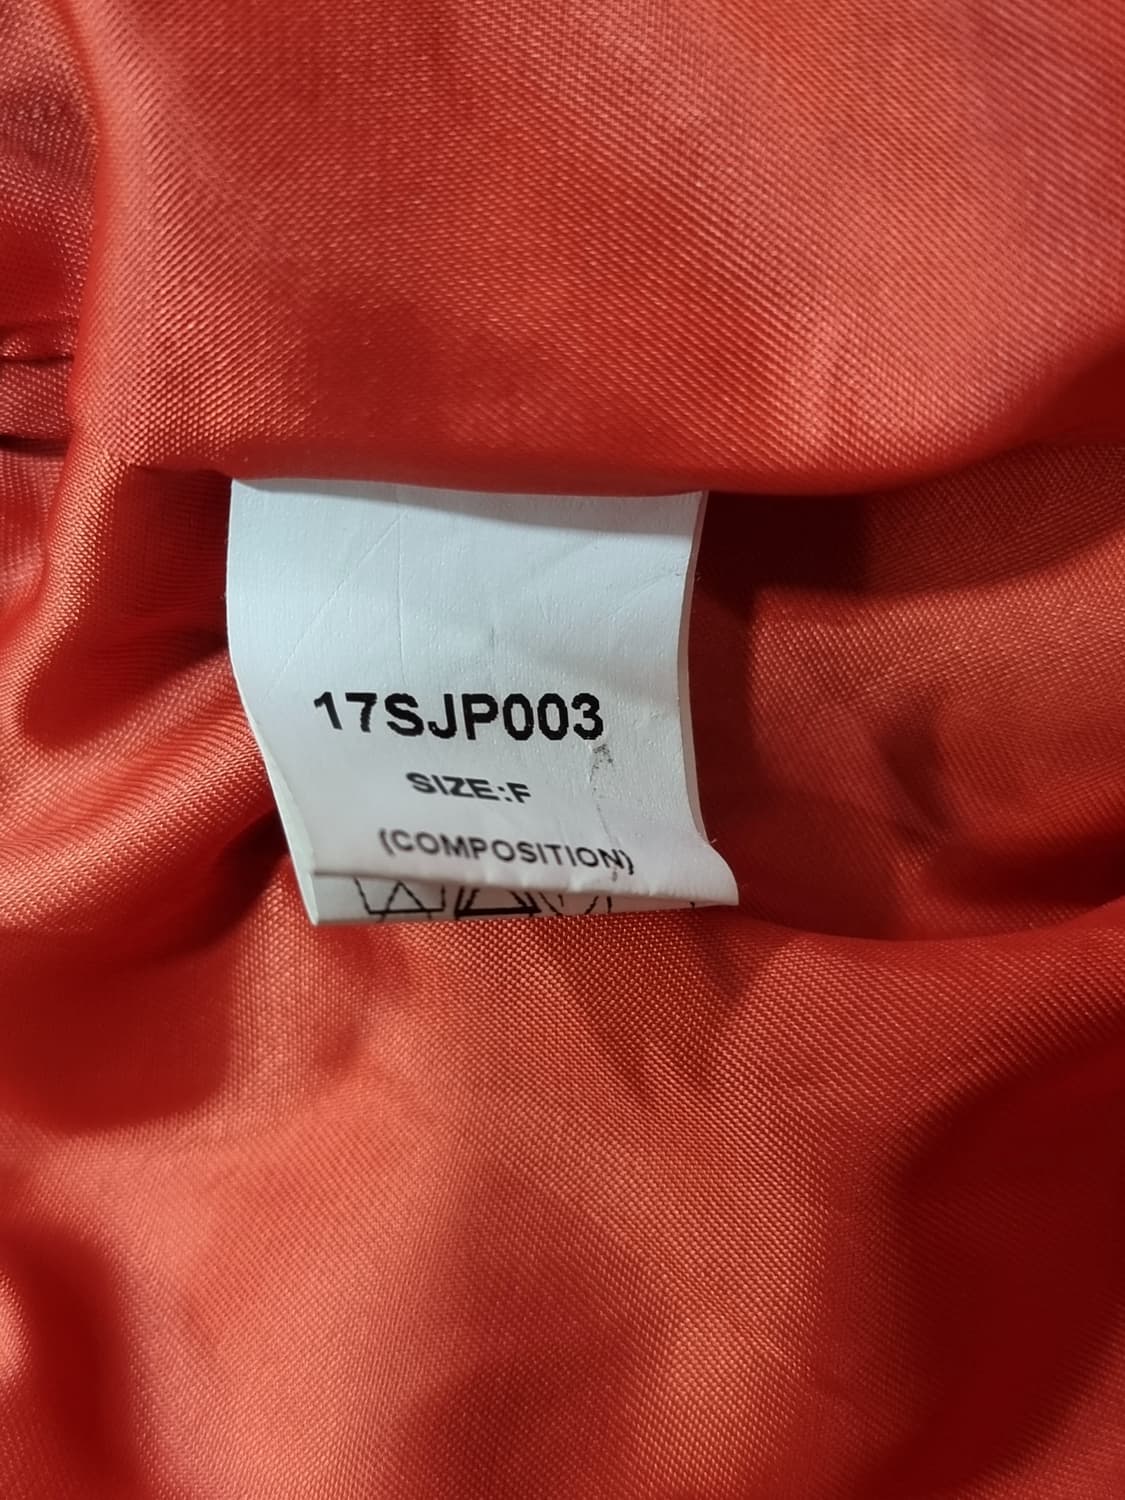 17SJP003
SIZE:F
(COMPOSITION)